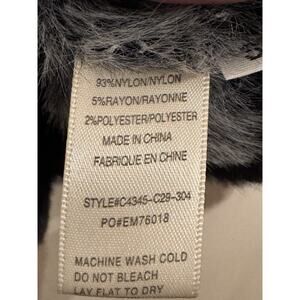 93%NYLON/NYLON
5%RAYON/RAYONNE
2%POLYESTER/POLYESTER
MADE IN CHINA
FABRIQUE EN CHINE
STYLE#C4345-C29-304
PO#EM76018
MACHINE WASH COLD
DO NOT BLEACH
LAY FLAT TO DRY